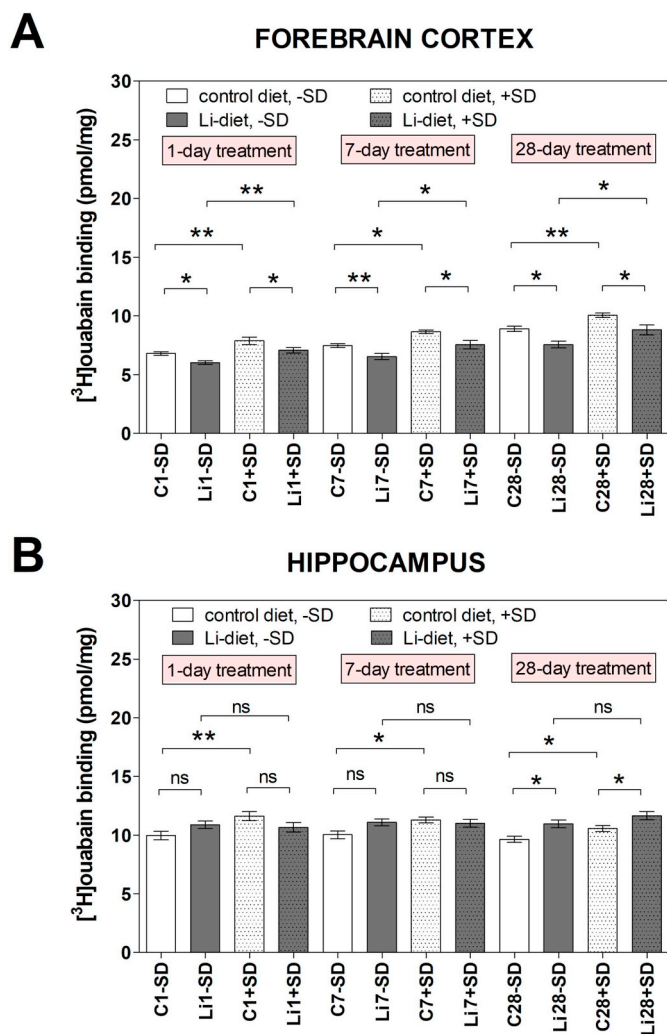 A
FOREBRAIN CORTEX
[³H]ouabain binding (pmol/mg)
30
25
20
15
10
5
0
control diet, -SD
control diet, +SD
Li-diet, -SD
Li-diet, +SD
1-day treatment
7-day treatment
28-day treatment
** * *
** * **
* * ** * * *
C1-SD
Li1-SD
C1+SD
Li1+SD
C7-SD
Li7-SD
C7+SD
Li7+SD
C28-SD
Li28-SD
C28+SD
Li28+SD
B
HIPPOCAMPUS
[³H]ouabain binding (pmol/mg)
30
25
20
15
10
5
0
control diet, -SD
control diet, +SD
Li-diet, -SD
Li-diet, +SD
1-day treatment
7-day treatment
28-day treatment
ns ns ns
** * *
ns ns ns ns * *
C1-SD
Li1-SD
C1+SD
Li1+SD
C7-SD
Li7-SD
C7+SD
Li7+SD
C28-SD
Li28-SD
C28+SD
Li28+SD